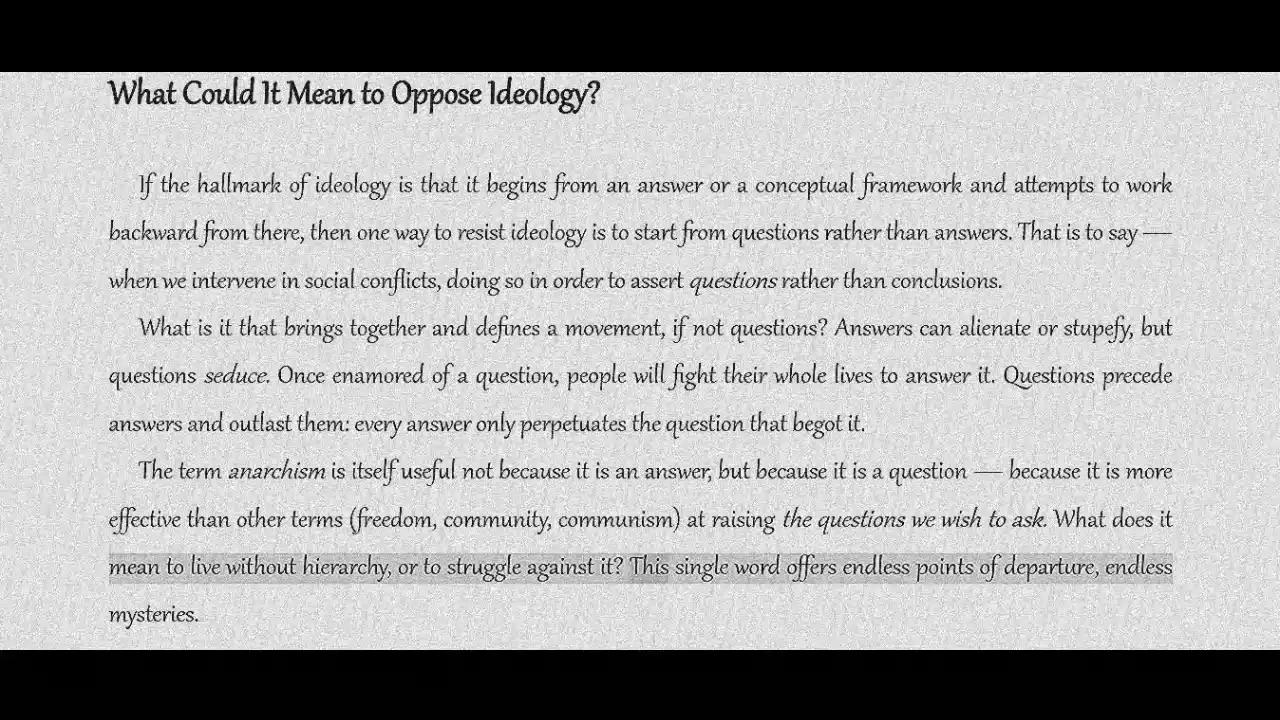 What Could It Mean to Oppose Ideology?
If the hallmark of ideology is that it begins from an answer or a conceptual framework and attempts to work
backward from there, then one way to resist ideology is to start from questions rather than answers. That is to say —
when we intervene in social conflicts, doing so in order to assert questions rather than conclusions.
What is it that brings together and defines a movement, if not questions? Answers can alienate or stupefy, but
questions seduce. Once enamored of a question, people will fight their whole lives to answer it. Questions precede
answers and outlast them: every answer only perpetuates the question that begot it.
The term anarchism is itself useful not because it is an answer, but because it is a question — because it is more
effective than other terms (freedom, community, communism) at raising the questions we wish to ask. What does it
mean to live without hierarchy, or to struggle against it? This single word offers endless points of departure, endless
mysteries.